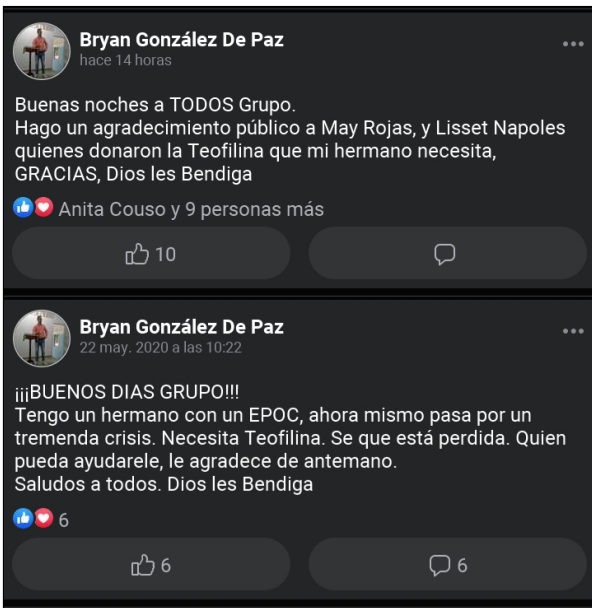 Bryan González De Paz
hace 14 horas
Buenas noches a TODOS Grupo.
Hago un agradecimiento público a May Rojas, y Lisset Napoles
quienes donaron la Teofilina que mi hermano necesita,
GRACIAS, Dios les Bendiga
Anita Couso y 9 personas más
10
Bryan González De Paz
22 may. 2020 a las 10:22
¡¡¡BUENOS DIAS GRUPO!!!
Tengo un hermano con un EPOC, ahora mismo pasa por un
tremenda crisis. Necesita Teofilina. Se que está perdida. Quien
pueda ayudarele, le agradece de antemano.
Saludos a todos. Dios les Bendiga
6
6 6